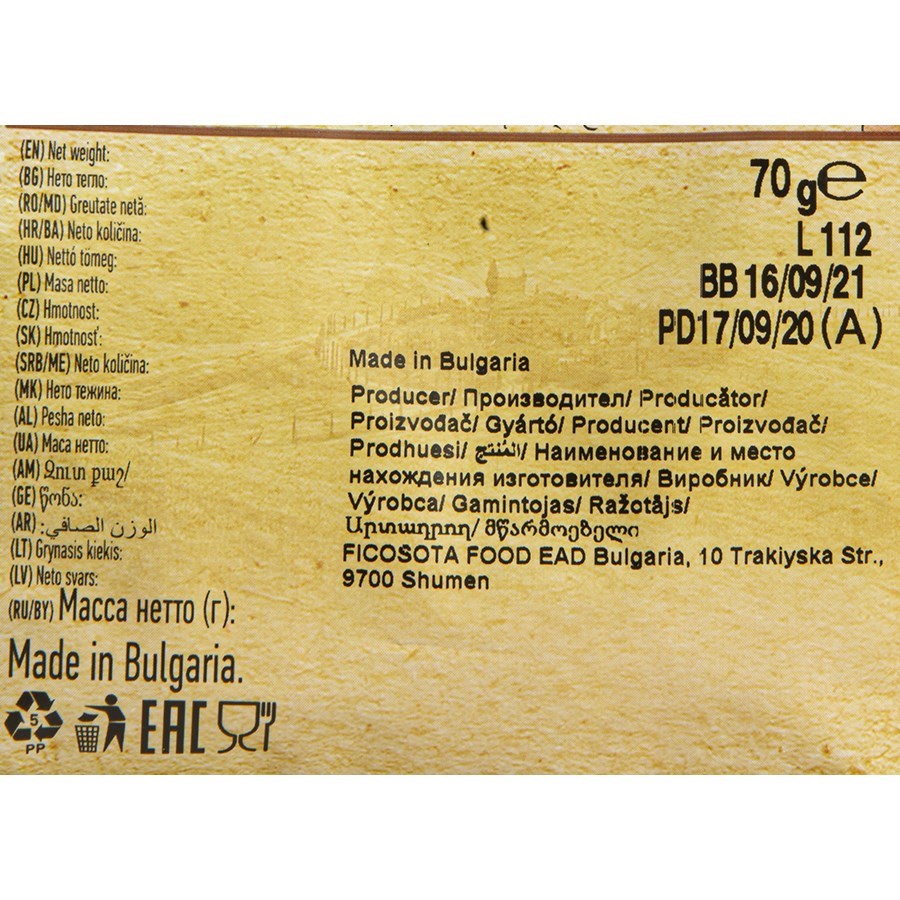 (EN) Net weight:
(BG) Нето тегло:
(RO/MD) Greutate netă:
(HR/BA) Neto količina:
(HU) Nettó tömeg:
(PL) Masa netto:
(CZ) Hmotnost:
(SK) Hmotnosť:
(SRB/ME) Neto količina:
(MK) Нето тежина:
(AL) Pesha neto:
(UA) Маса нетто:
(AM) Զուտ քաշ/
(GE) წონა:
(AR) الوزن الصافي:
(LT) Grynasis kiekis:
(LV) Neto svars:
(RU/BY) Масса нетто (г):
Made in Bulgaria.
5
PP
EAC
70 g ℮
L 112
BB 16/09/21
PD17/09/20 (A)
Made in Bulgaria
Producer/ Производител/ Producător/
Proizvođač/ Gyártó/ Producent/ Proizvođač/
Prodhuesi/ المُنتج/ Наименование и место
нахождения изготовителя/ Виробник/ Výrobce/
Výrobca/ Gamintojas/ Ražotājs/
Արտադրող/ მწარმოებელი
FICOSOTA FOOD EAD Bulgaria, 10 Trakiyska Str.,
9700 Shumen